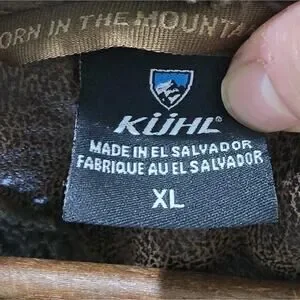 ORN IN THE MOUNTA
KÜHL
MADE IN EL SALVADOR
FABRIQUE AU EL SALVADOR
XL